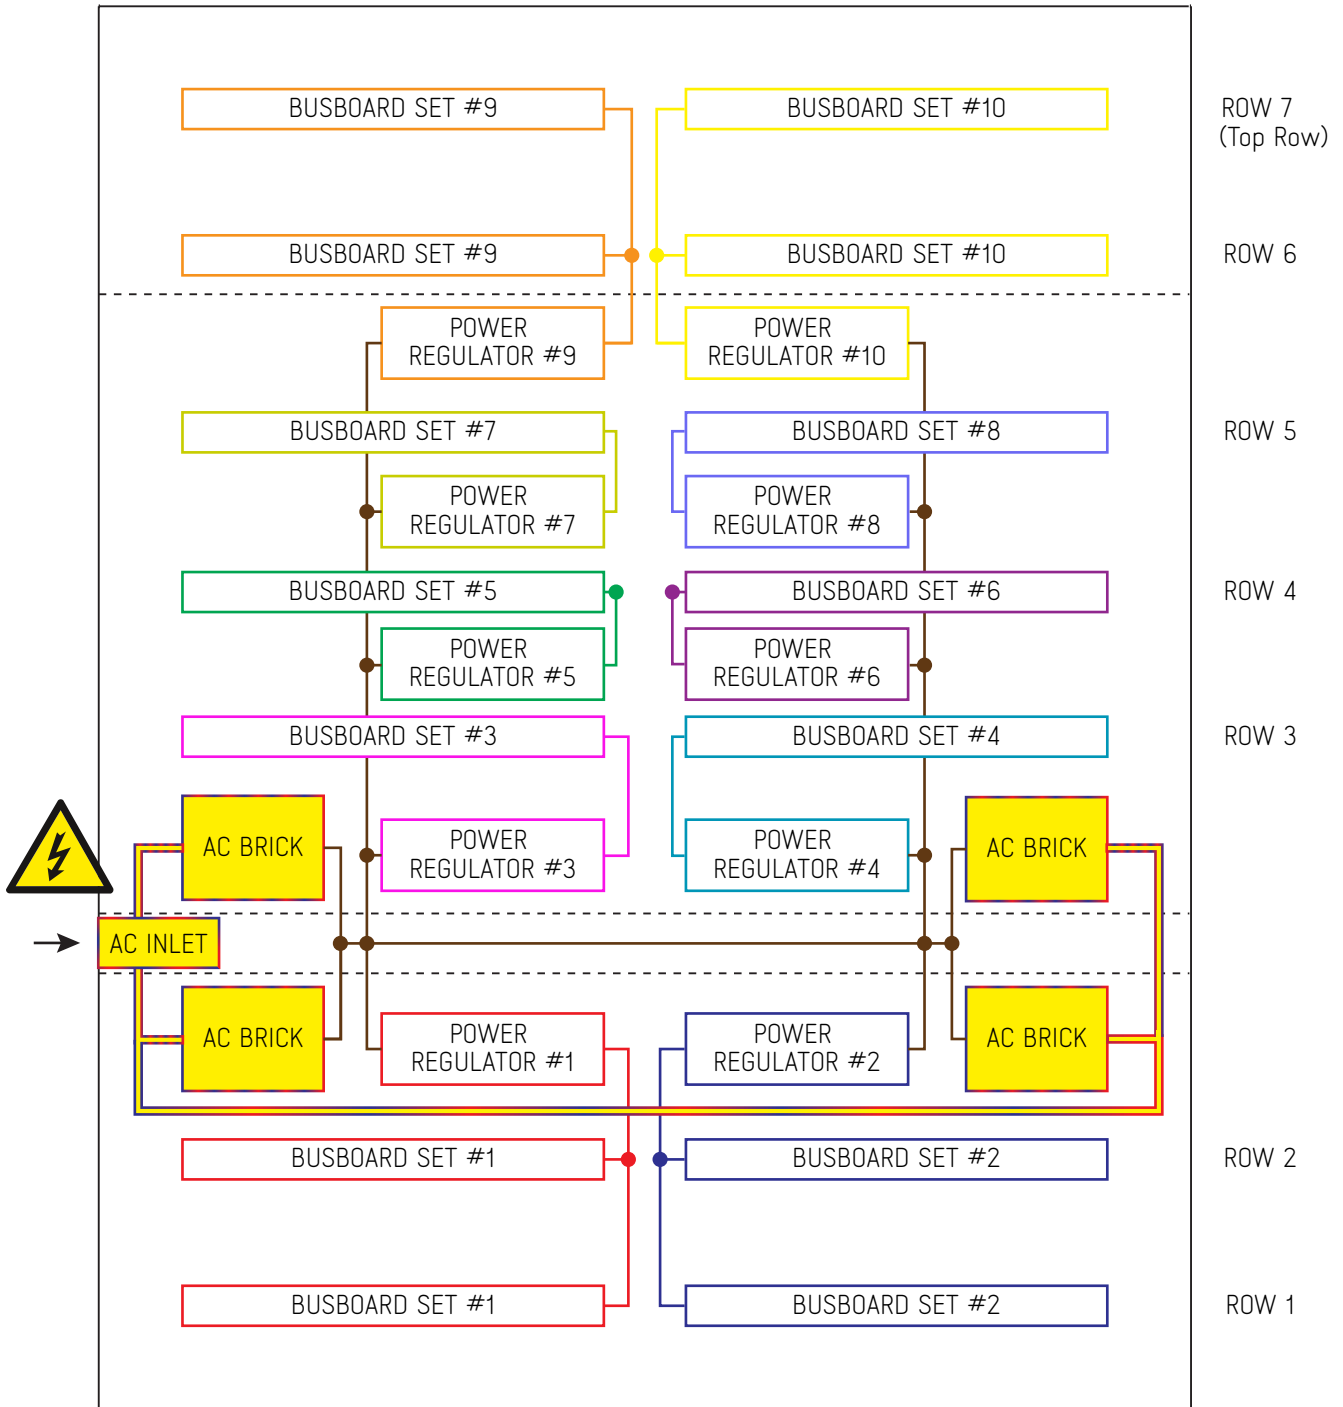 BUSBOARD SET #9
BUSBOARD SET #10
ROW 7
(Top Row)
BUSBOARD SET #9
BUSBOARD SET #10
ROW 6
POWER
REGULATOR #9
POWER
REGULATOR #10
BUSBOARD SET #7
BUSBOARD SET #8
ROW 5
POWER
REGULATOR #7
POWER
REGULATOR #8
BUSBOARD SET #5
BUSBOARD SET #6
ROW 4
POWER
REGULATOR #5
POWER
REGULATOR #6
BUSBOARD SET #3
BUSBOARD SET #4
ROW 3
AC BRICK
POWER
REGULATOR #3
POWER
REGULATOR #4
AC BRICK
AC INLET
AC BRICK
POWER
REGULATOR #1
POWER
REGULATOR #2
AC BRICK
BUSBOARD SET #1
BUSBOARD SET #2
ROW 2
BUSBOARD SET #1
BUSBOARD SET #2
ROW 1